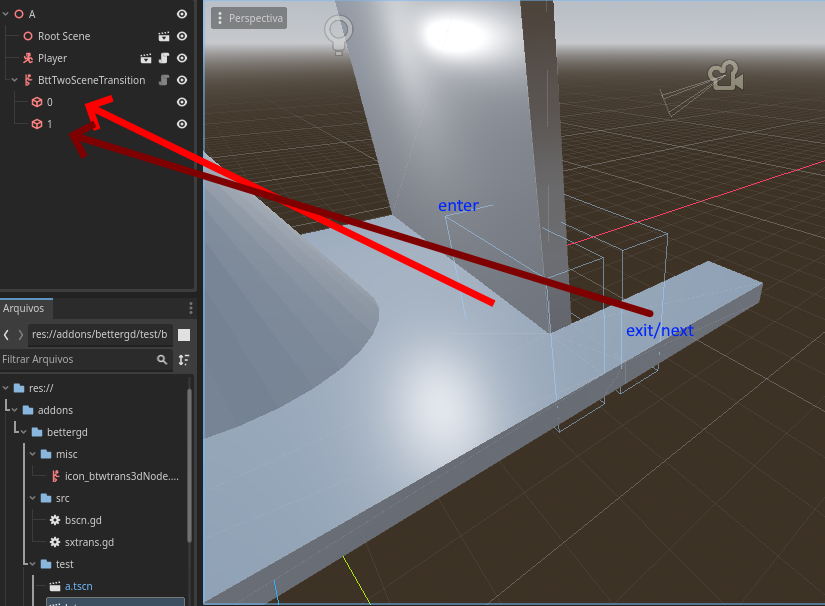 A
Root Scene
Player
BttTwoSceneTransition
0
1
Perspectiva
enter
exit/next
Arquivos
res://addons/bettergd/test/b
Filtrar Arquivos
res://
addons
bettergd
misc
icon_btwtrans3dNode....
src
bscn.gd
sxtrans.gd
test
a.tscn